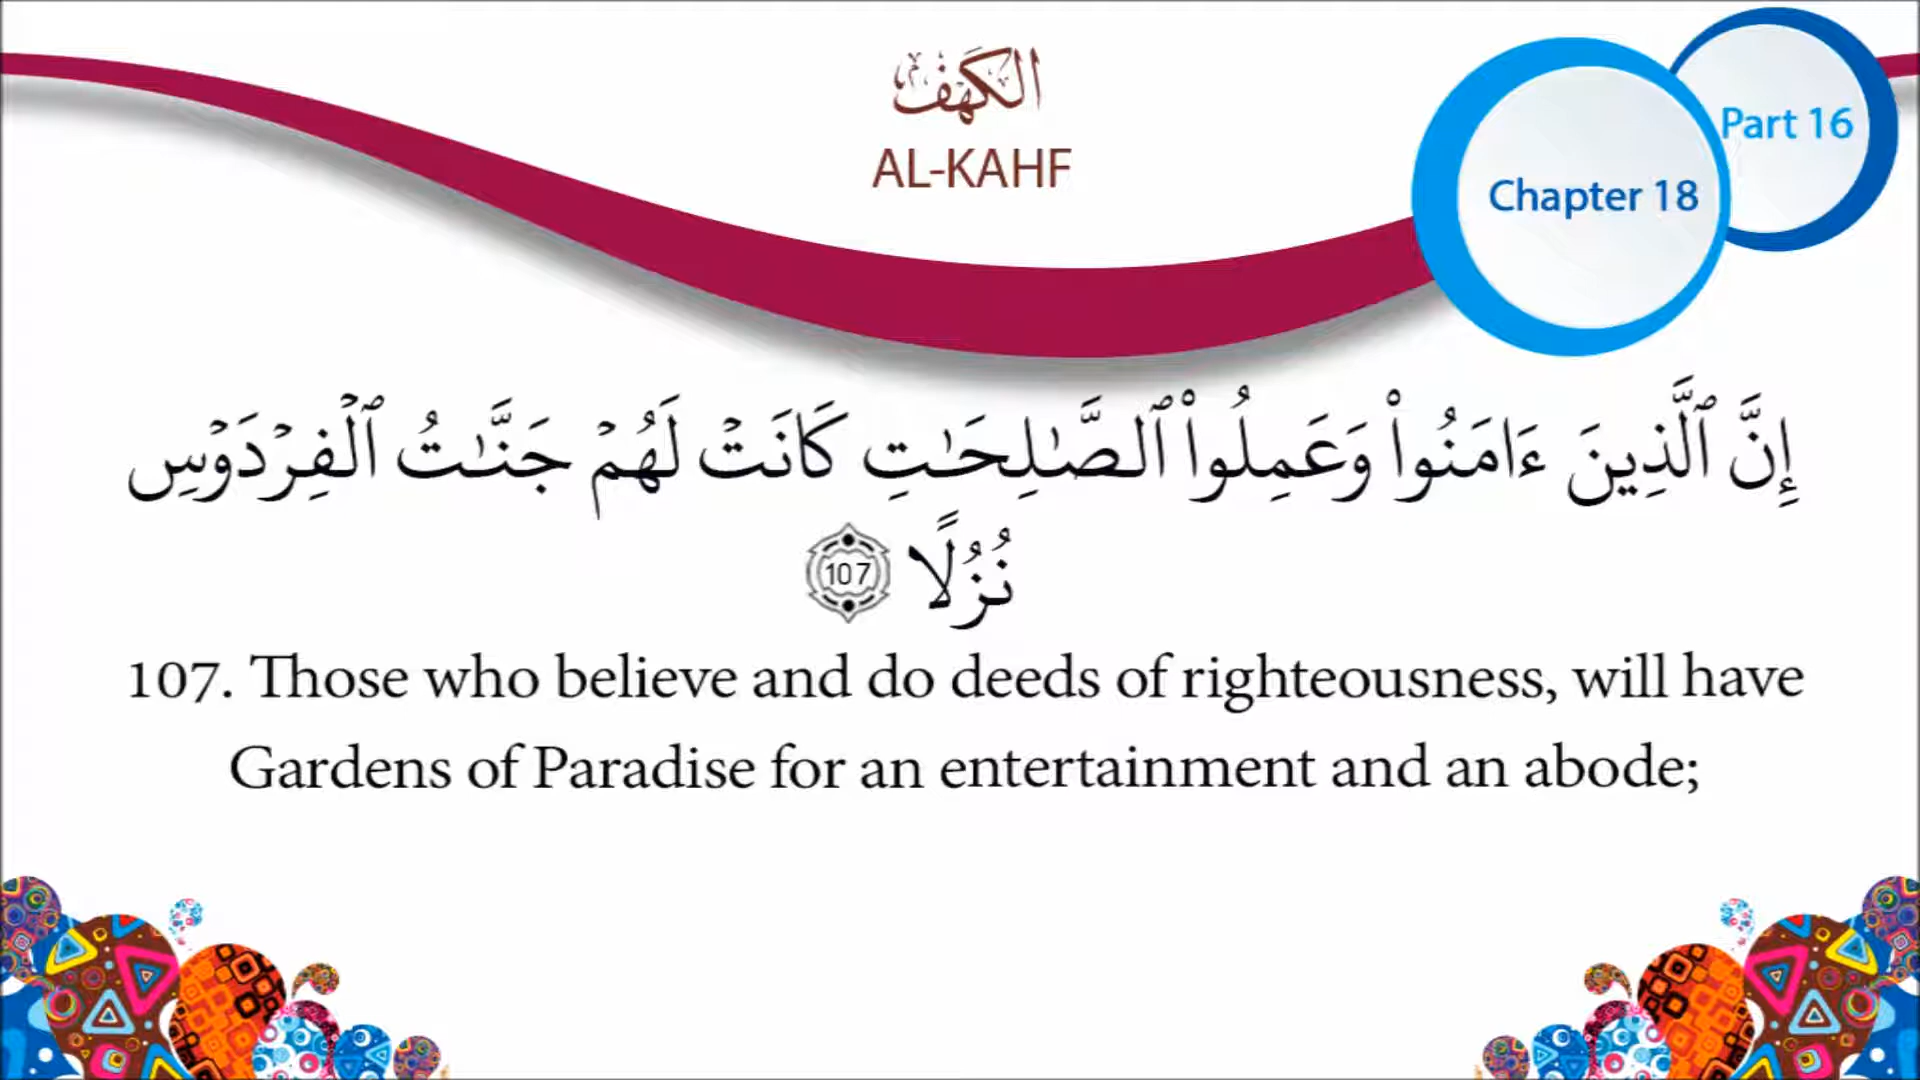 الكهف
AL-KAHF
Part 16
Chapter 18
إِنَّ ٱلَّذِينَ ءَامَنُوا۟ وَعَمِلُوا۟ ٱلصَّـٰلِحَـٰتِ كَانَتْ لَهُمْ جَنَّـٰتُ ٱلْفِرْدَوْسِ
نُزُلًا 107
107. Those who believe and do deeds of righteousness, will have
Gardens of Paradise for an entertainment and an abode;